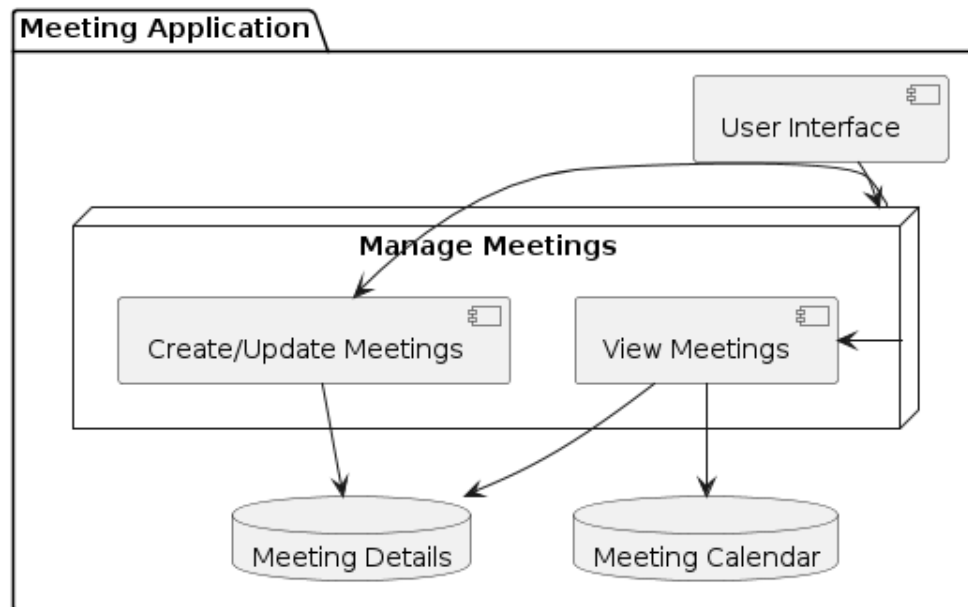 Meeting Application
User Interface
Manage Meetings
Create/Update Meetings
View Meetings
Meeting Details
Meeting Calendar